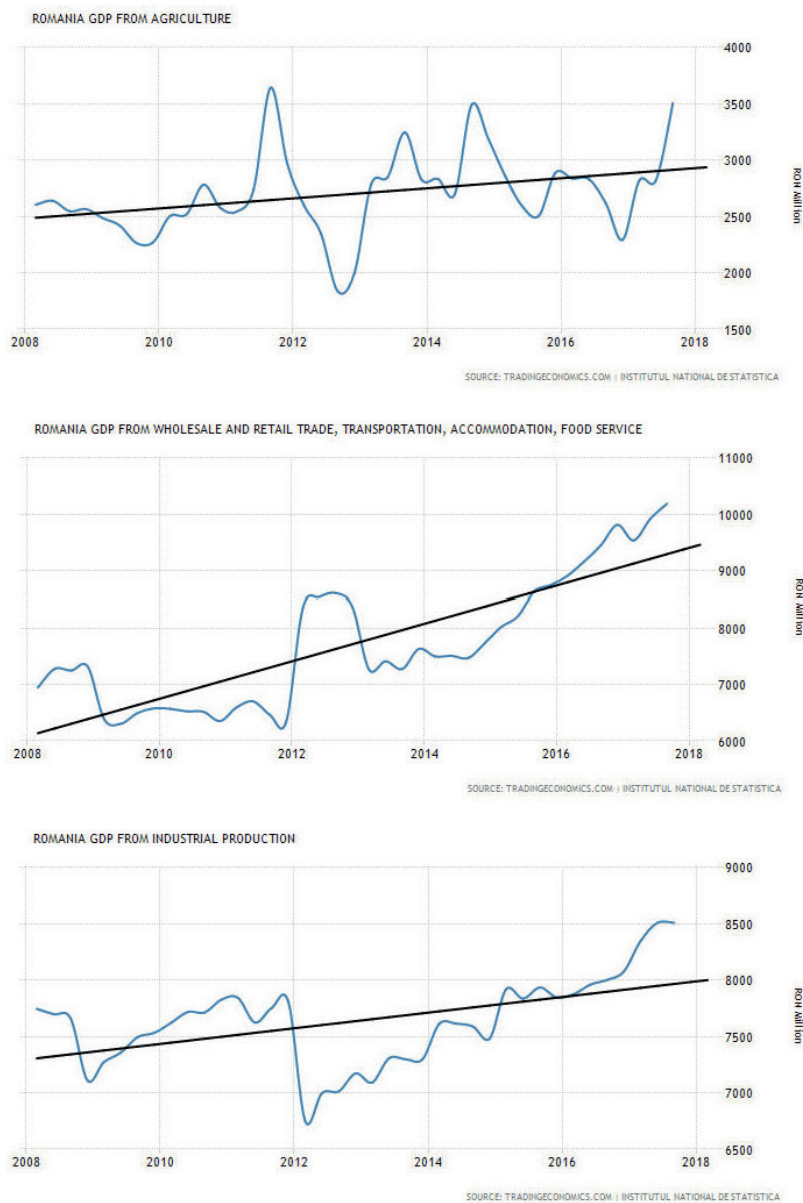 ROMANIA GDP FROM AGRICULTURE
4000
3500
3000
2500
2000
1500
RON Million
2008 2010 2012 2014 2016 2018
SOURCE: TRADINGECONOMICS.COM | INSTITUTUL NATIONAL DE STATISTICA
ROMANIA GDP FROM WHOLESALE AND RETAIL TRADE, TRANSPORTATION, ACCOMMODATION, FOOD SERVICE
11000
10000
9000
8000
7000
6000
RON Million
2008 2010 2012 2014 2016 2018
SOURCE: TRADINGECONOMICS.COM | INSTITUTUL NATIONAL DE STATISTICA
ROMANIA GDP FROM INDUSTRIAL PRODUCTION
9000
8500
8000
7500
7000
6500
RON Million
2008 2010 2012 2014 2016 2018
SOURCE: TRADINGECONOMICS.COM | INSTITUTUL NATIONAL DE STATISTICA